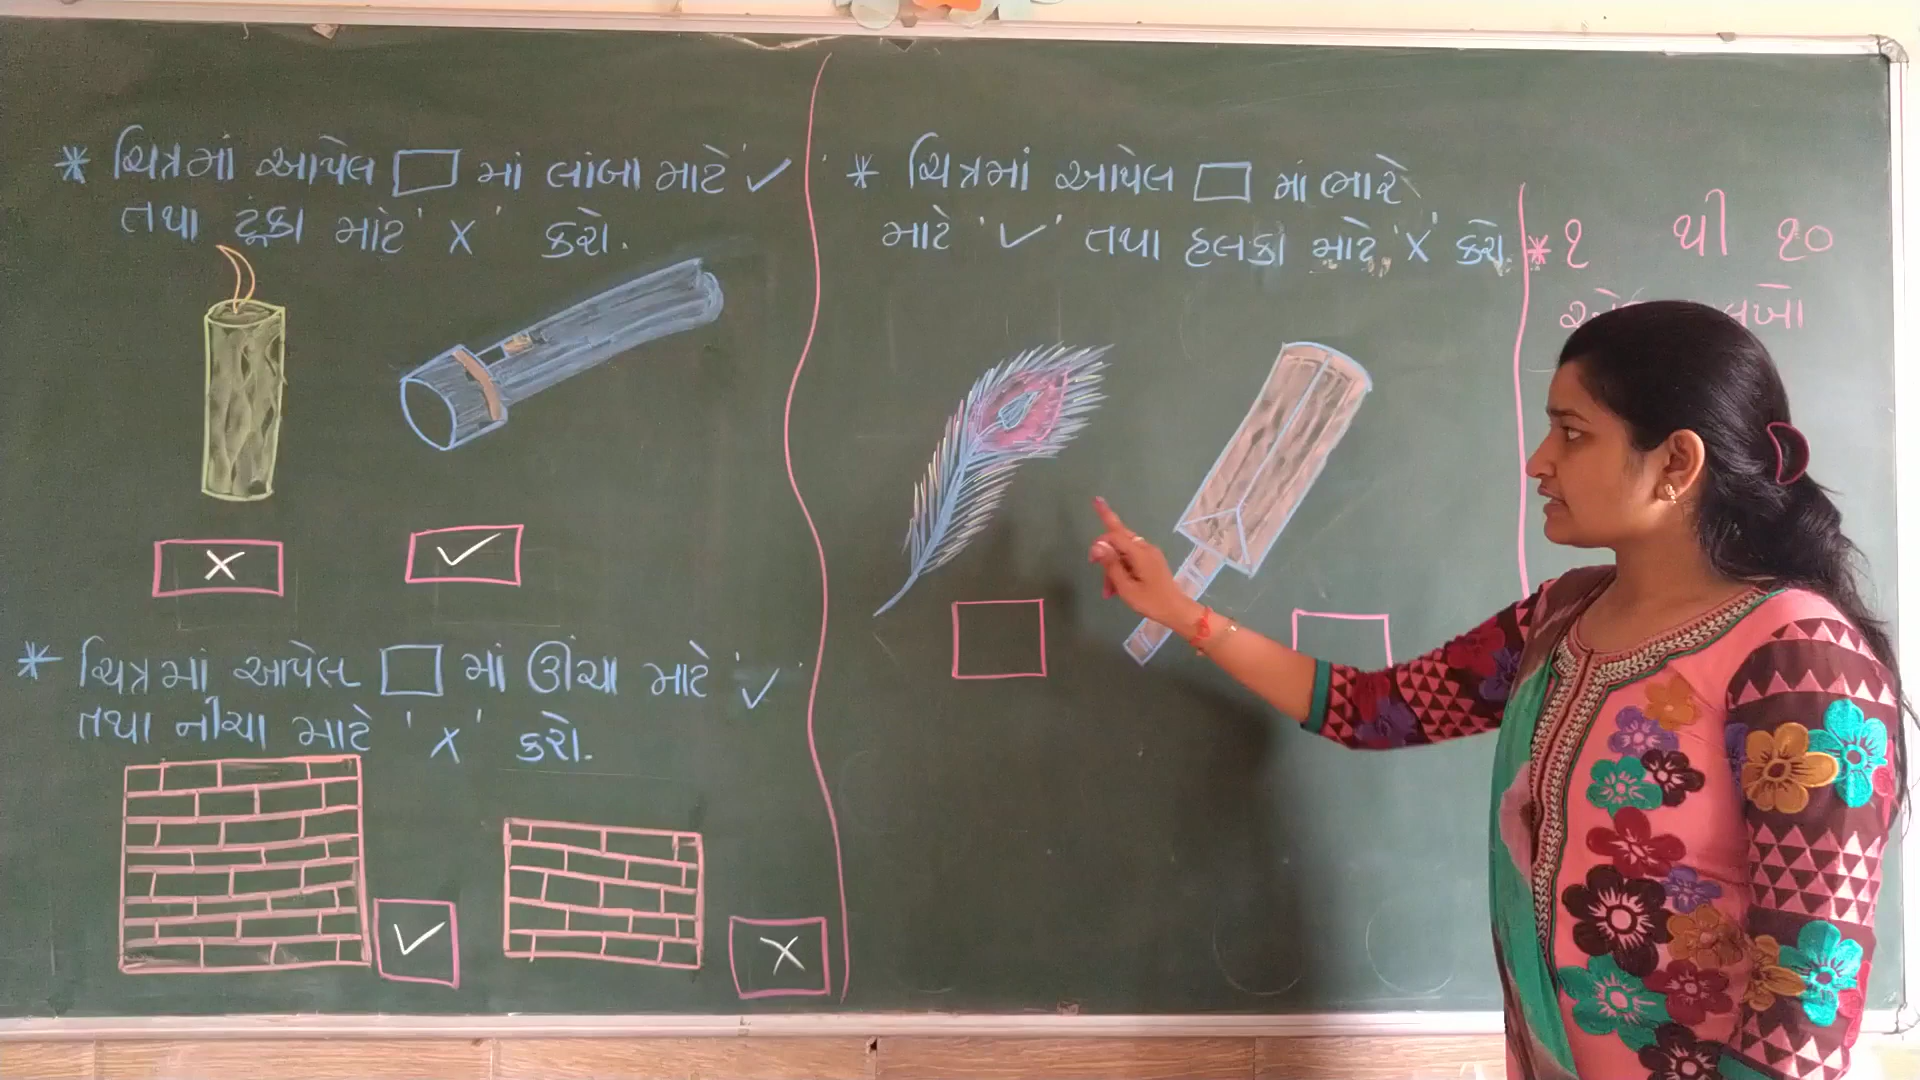 * ચિત્રમાં આપેલ □ માં લાંબા માટે '✓'
તથા ટૂંકા માટે 'X' કરો.
X ✓
* ચિત્રમાં આપેલ □ માં ઊંચા માટે '✓'
તથા નીચા માટે 'X' કરો.
✓ X
* ચિત્રમાં આપેલ □ માં ભારે
માટે '✓' તથા હલકા માટે 'X' કરો.
* ૧ થી ૧૦